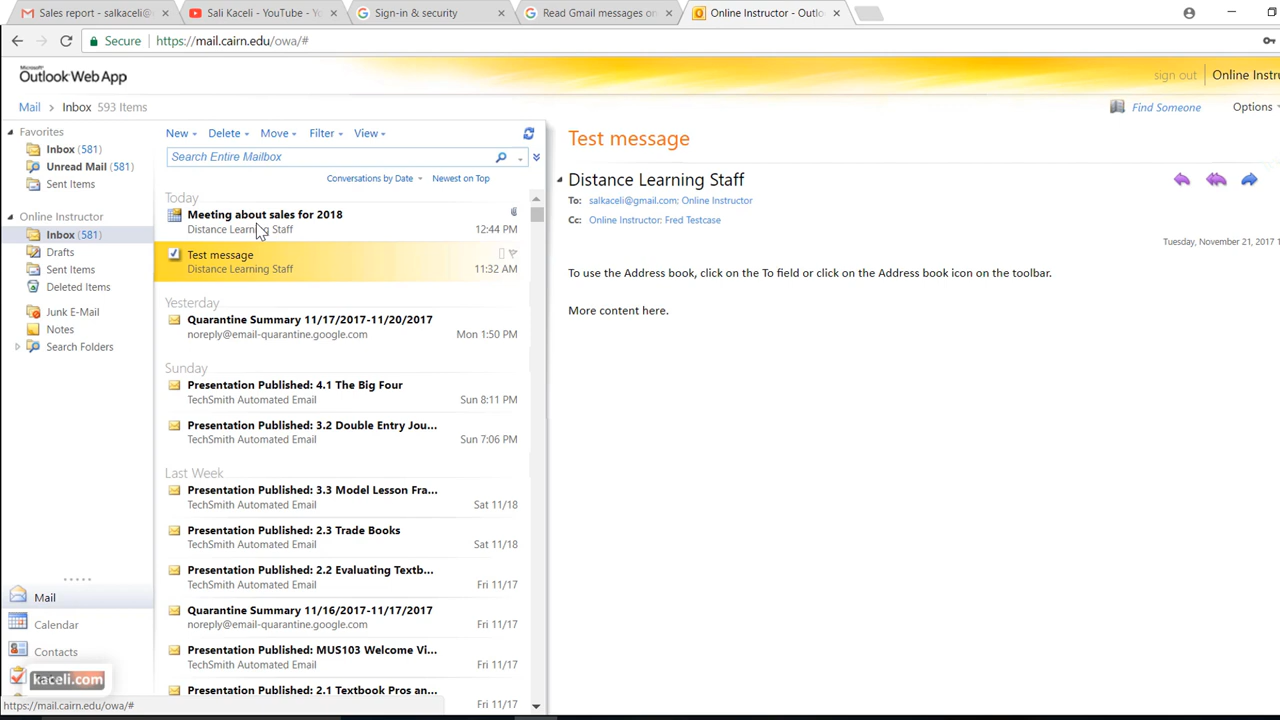 Sales report - salkaceli@
Sali Kaceli - YouTube - Yo
Sign-in & security
Read Gmail messages on
Online Instructor - Outlo
Secure https://mail.cairn.edu/owa/#
Microsoft
Outlook Web App
sign out Online Instru
Mail > Inbox 593 Items
Find Someone Options
Favorites
Inbox (581)
Unread Mail (581)
Sent Items
Online Instructor
Inbox (581)
Drafts
Sent Items
Deleted Items
Junk E-Mail
Notes
Search Folders
Mail
Calendar
Contacts
kaceli.com
https://mail.cairn.edu/owa/#
New Delete Move Filter View
Search Entire Mailbox
Conversations by Date Newest on Top
Today
Meeting about sales for 2018
Distance Learning Staff 12:44 PM
Test message
Distance Learning Staff 11:32 AM
Yesterday
Quarantine Summary 11/17/2017-11/20/2017
noreply@email-quarantine.google.com Mon 1:50 PM
Sunday
Presentation Published: 4.1 The Big Four
TechSmith Automated Email Sun 8:11 PM
Presentation Published: 3.2 Double Entry Jou...
TechSmith Automated Email Sun 7:06 PM
Last Week
Presentation Published: 3.3 Model Lesson Fra...
TechSmith Automated Email Sat 11/18
Presentation Published: 2.3 Trade Books
TechSmith Automated Email Sat 11/18
Presentation Published: 2.2 Evaluating Textb...
TechSmith Automated Email Fri 11/17
Quarantine Summary 11/16/2017-11/17/2017
noreply@email-quarantine.google.com Fri 11/17
Presentation Published: MUS103 Welcome Vi...
TechSmith Automated Email Fri 11/17
Presentation Published: 2.1 Textbook Pros an...
Fri 11/17
Test message
Distance Learning Staff
To: salkaceli@gmail.com; Online Instructor
Cc: Online Instructor; Fred Testcase
Tuesday, November 21, 2017 1
To use the Address book, click on the To field or click on the Address book icon on the toolbar.
More content here.